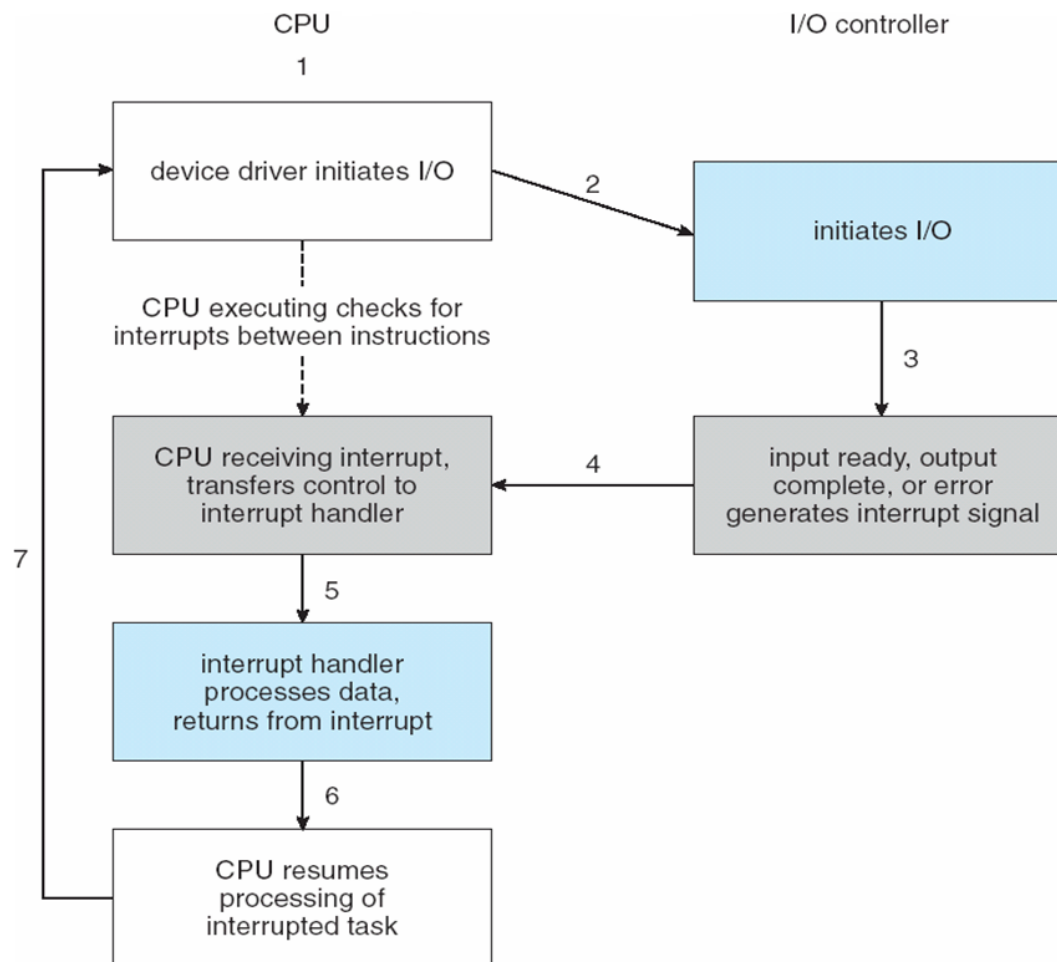 CPU
I/O controller
1
device driver initiates I/O
2
initiates I/O
CPU executing checks for
interrupts between instructions
3
CPU receiving interrupt,
transfers control to
interrupt handler
4
input ready, output
complete, or error
generates interrupt signal
7
5
interrupt handler
processes data,
returns from interrupt
6
CPU resumes
processing of
interrupted task